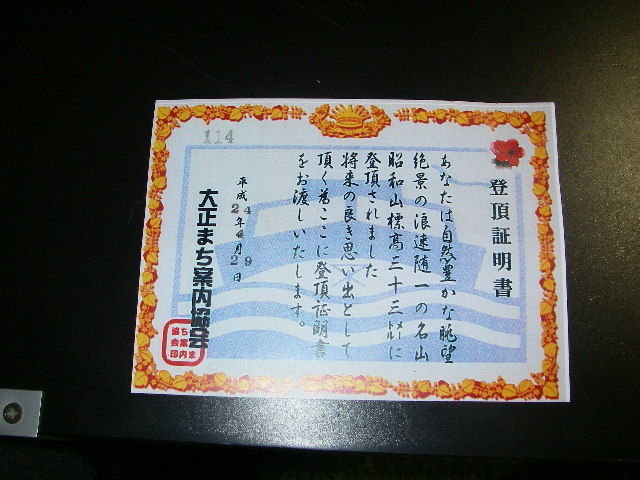 114
登頂証明書
あなたは自然豊かな眺望
絶景の浪速随一の名山
昭和山標高三十三㍍に
登頂されました
将来の良き思い出として
頂く為ここに登頂証明書
をお渡しいたします。
平成24年4月29日
大正まち案内協会